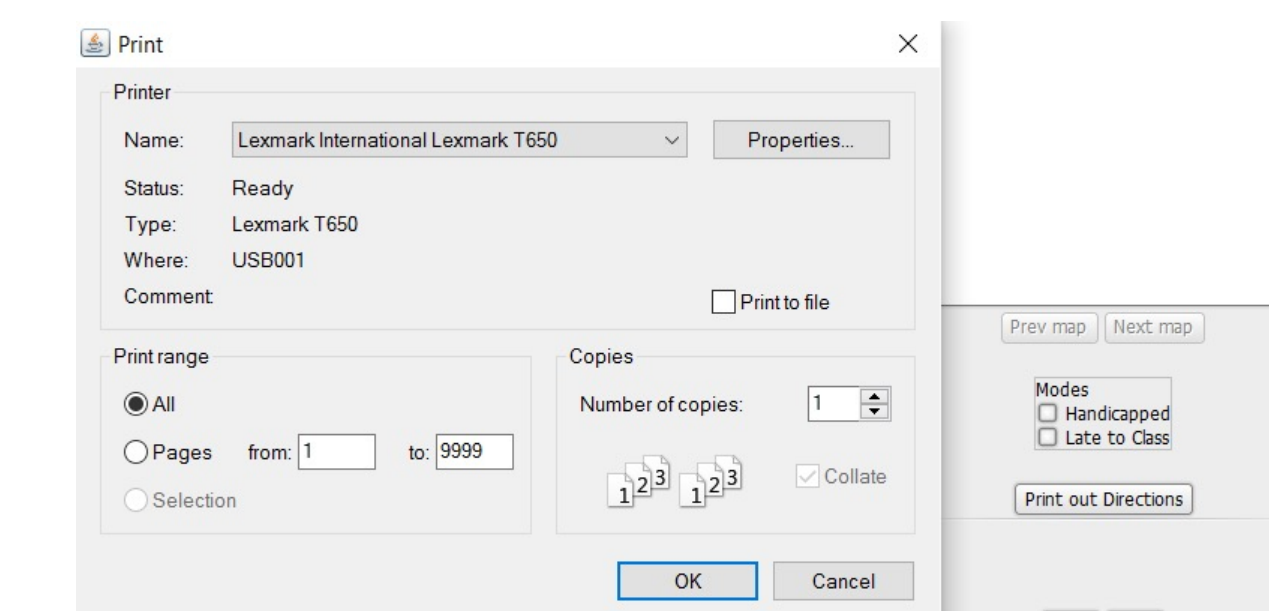 Print
Printer
Name: Lexmark International Lexmark T650 Properties...
Status: Ready
Type: Lexmark T650
Where: USB001
Comment:
Print to file
Print range
All
Pages from: 1 to: 9999
Selection
Copies
Number of copies: 1
1 2 3 1 2 3
Collate
OK Cancel
Prev map Next map
Modes
Handicapped
Late to Class
Print out Directions